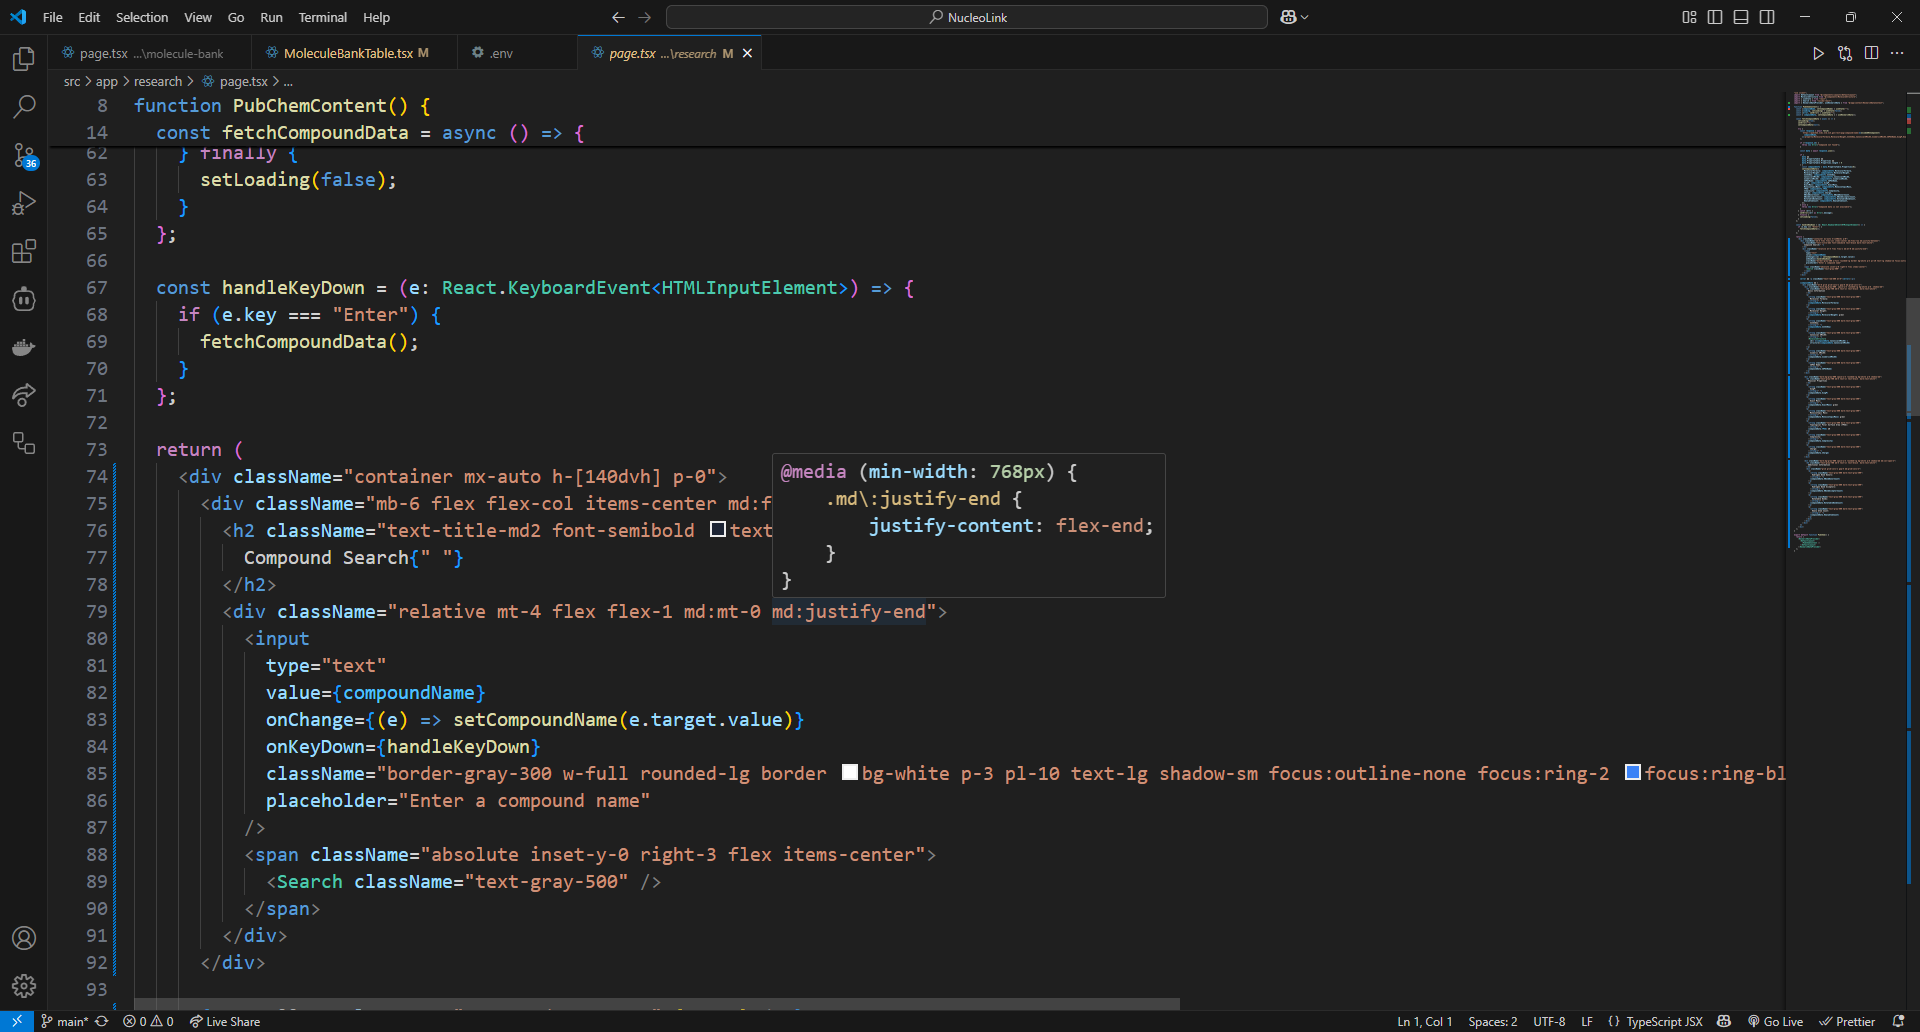 File Edit Selection View Go Run Terminal Help
NucleoLink
page.tsx ...\molecule-bank
MoleculeBankTable.tsx M
.env
page.tsx ...\research M
src > app > research > page.tsx > ...
8 function PubChemContent() {
14 const fetchCompoundData = async () => {
62 } finally {
63 setLoading(false);
64 }
65 };
66
67 const handleKeyDown = (e: React.KeyboardEvent<HTMLInputElement>) => {
68 if (e.key === "Enter") {
69 fetchCompoundData();
70 }
71 };
72
73 return (
74 <div className="container mx-auto h-[140dvh] p-0">
75 <div className="mb-6 flex flex-col items-center md:f
76 <h2 className="text-title-md2 font-semibold text
77 Compound Search{" "}
78 </h2>
79 <div className="relative mt-4 flex flex-1 md:mt-0 md:justify-end">
80 <input
81 type="text"
82 value={compoundName}
83 onChange={(e) => setCompoundName(e.target.value)}
84 onKeyDown={handleKeyDown}
85 className="border-gray-300 w-full rounded-lg border bg-white p-3 pl-10 text-lg shadow-sm focus:outline-none focus:ring-2 focus:ring-bl
86 placeholder="Enter a compound name"
87 />
88 <span className="absolute inset-y-0 right-3 flex items-center">
89 <Search className="text-gray-500" />
90 </span>
91 </div>
92 </div>
93
@media (min-width: 768px) {
.md\:justify-end {
justify-content: flex-end;
}
}
36
main* 0 0 Live Share
Ln 1, Col 1 Spaces: 2 UTF-8 LF {} TypeScript JSX Go Live Prettier